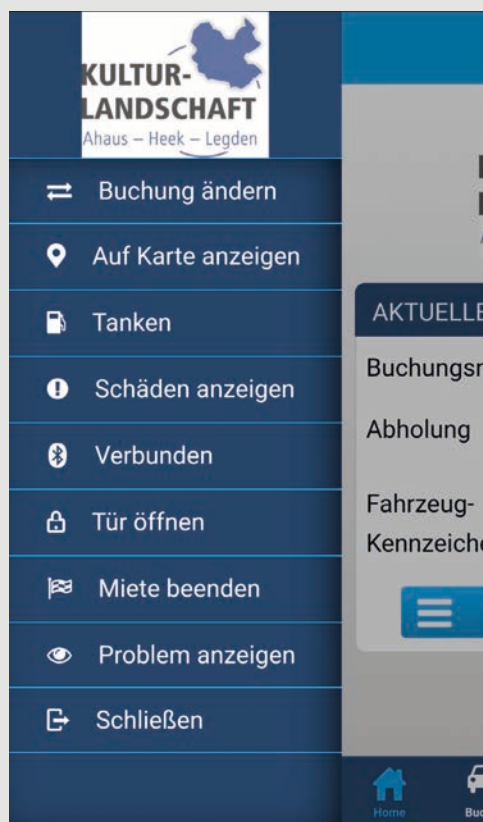 KULTUR-
LANDSCHAFT
Ahaus – Heek – Legden
Buchung ändern
Auf Karte anzeigen
Tanken
Schäden anzeigen
Verbunden
Tür öffnen
Miete beenden
Problem anzeigen
Schließen
AKTUELLE
Abholung
Fahrzeug-
Home